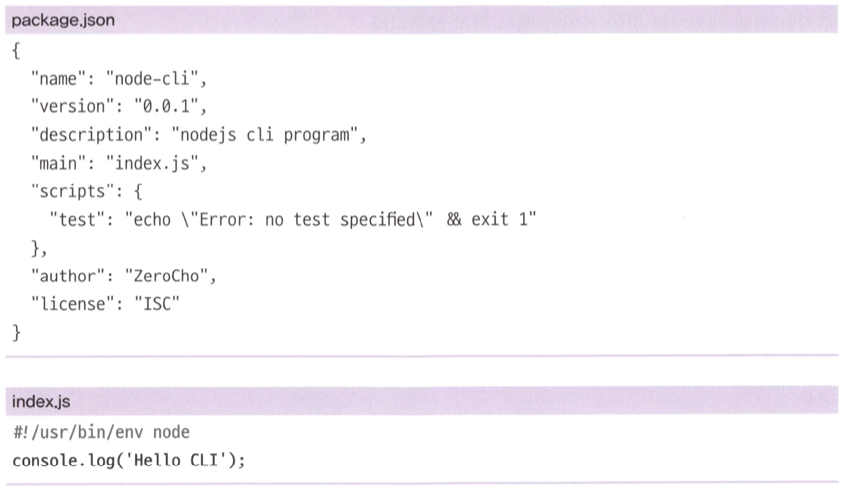 package.json
{
  "name": "node-cli",
  "version": "0.0.1",
  "description": "nodejs cli program",
  "main": "index.js",
  "scripts": {
    "test": "echo \"Error: no test specified\" && exit 1"
  },
  "author": "ZeroCho",
  "license": "ISC"
}
index.js
#!/usr/bin/env node
console.log('Hello CLI');